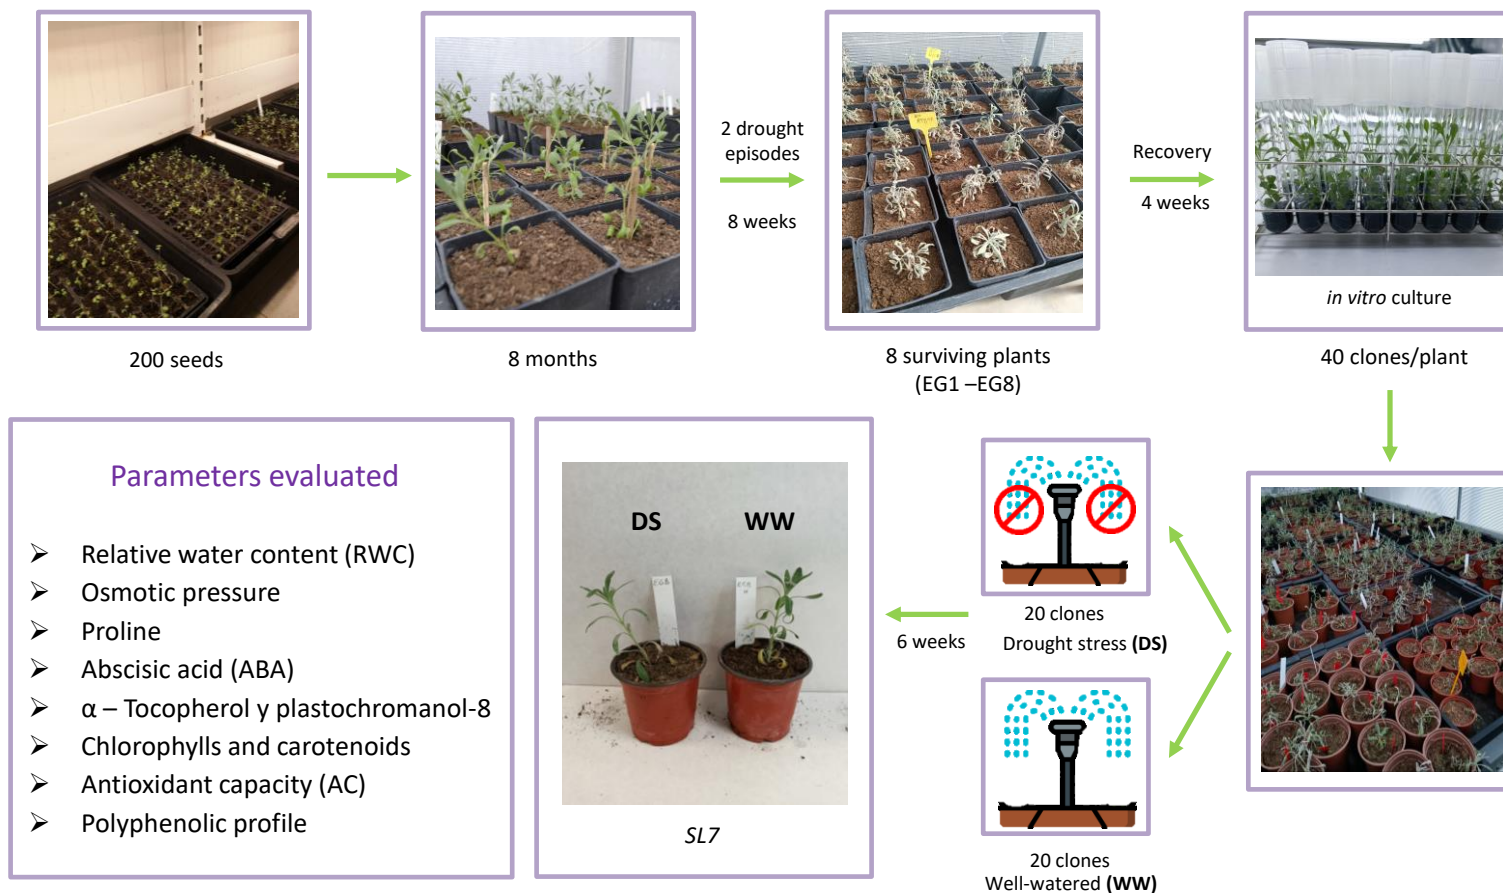 200 seeds
8 months
2 drought
episodes
8 weeks
8 surviving plants
(EG1 –EG8)
Recovery
4 weeks
in vitro culture
40 clones/plant
20 clones
Drought stress (DS)
20 clones
Well-watered (WW)
6 weeks
DS WW
EG8
SL7
Parameters evaluated
➤ Relative water content (RWC)
➤ Osmotic pressure
➤ Proline
➤ Abscisic acid (ABA)
➤ α – Tocopherol y plastochromanol-8
➤ Chlorophylls and carotenoids
➤ Antioxidant capacity (AC)
➤ Polyphenolic profile